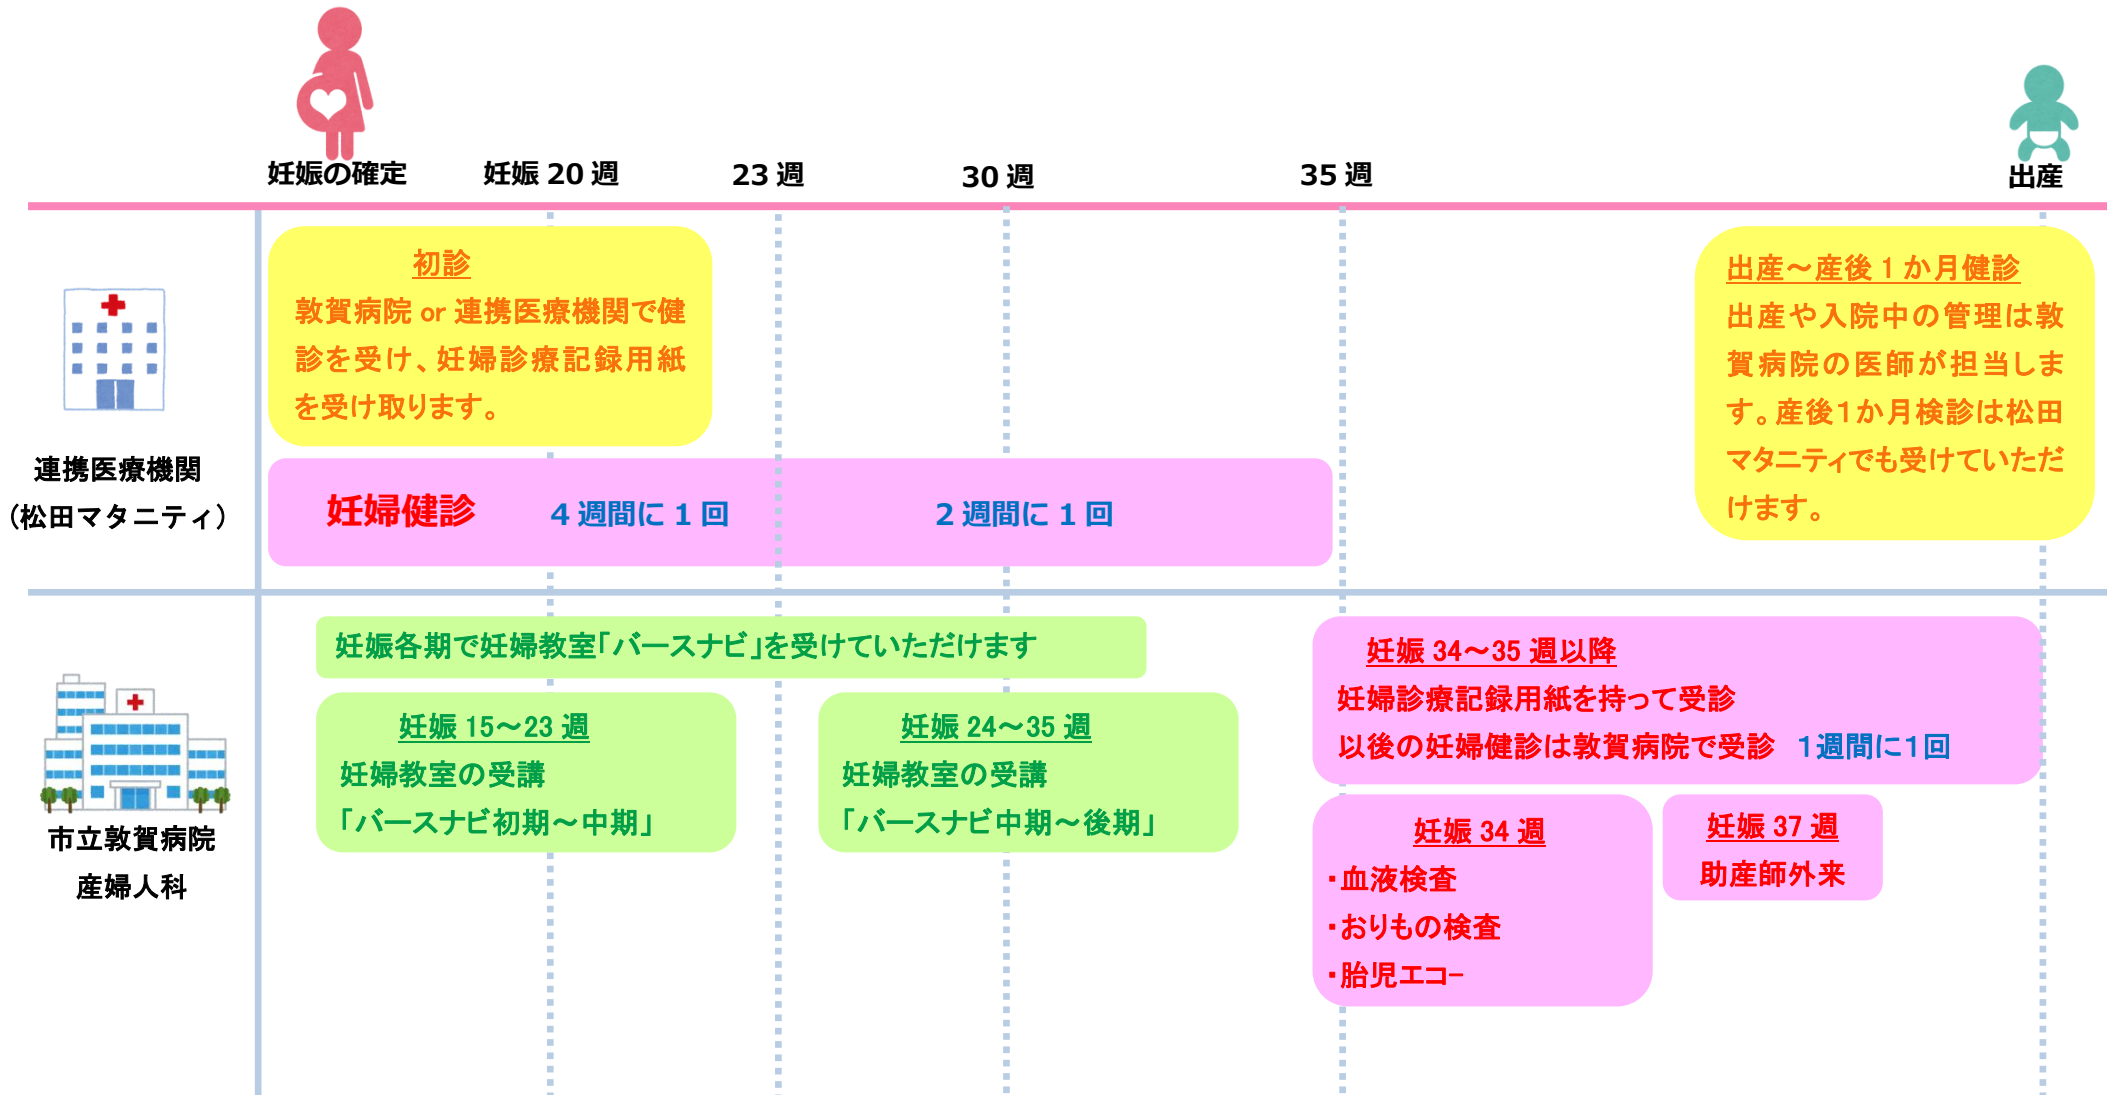 妊娠の確定
妊娠 20 週
23 週
30 週
35 週
出産
連携医療機関
(松田マタニティ)
初診
敦賀病院 or 連携医療機関で健
診を受け、妊婦診療記録用紙
を受け取ります。
妊婦健診 4 週間に 1 回 2 週間に 1 回
出産～産後 1 か月健診
出産や入院中の管理は敦
賀病院の医師が担当しま
す。産後1か月検診は松田
マタニティでも受けていただ
けます。
市立敦賀病院
産婦人科
妊娠各期で妊婦教室「バースナビ」を受けていただけます
妊娠 15～23 週
妊婦教室の受講
「バースナビ初期～中期」
妊娠 24～35 週
妊婦教室の受講
「バースナビ中期～後期」
妊娠 34～35 週以降
妊婦診療記録用紙を持って受診
以後の妊婦健診は敦賀病院で受診 1週間に1回
妊娠 34 週
・血液検査
・おりもの検査
・胎児エコー
妊娠 37 週
助産師外来